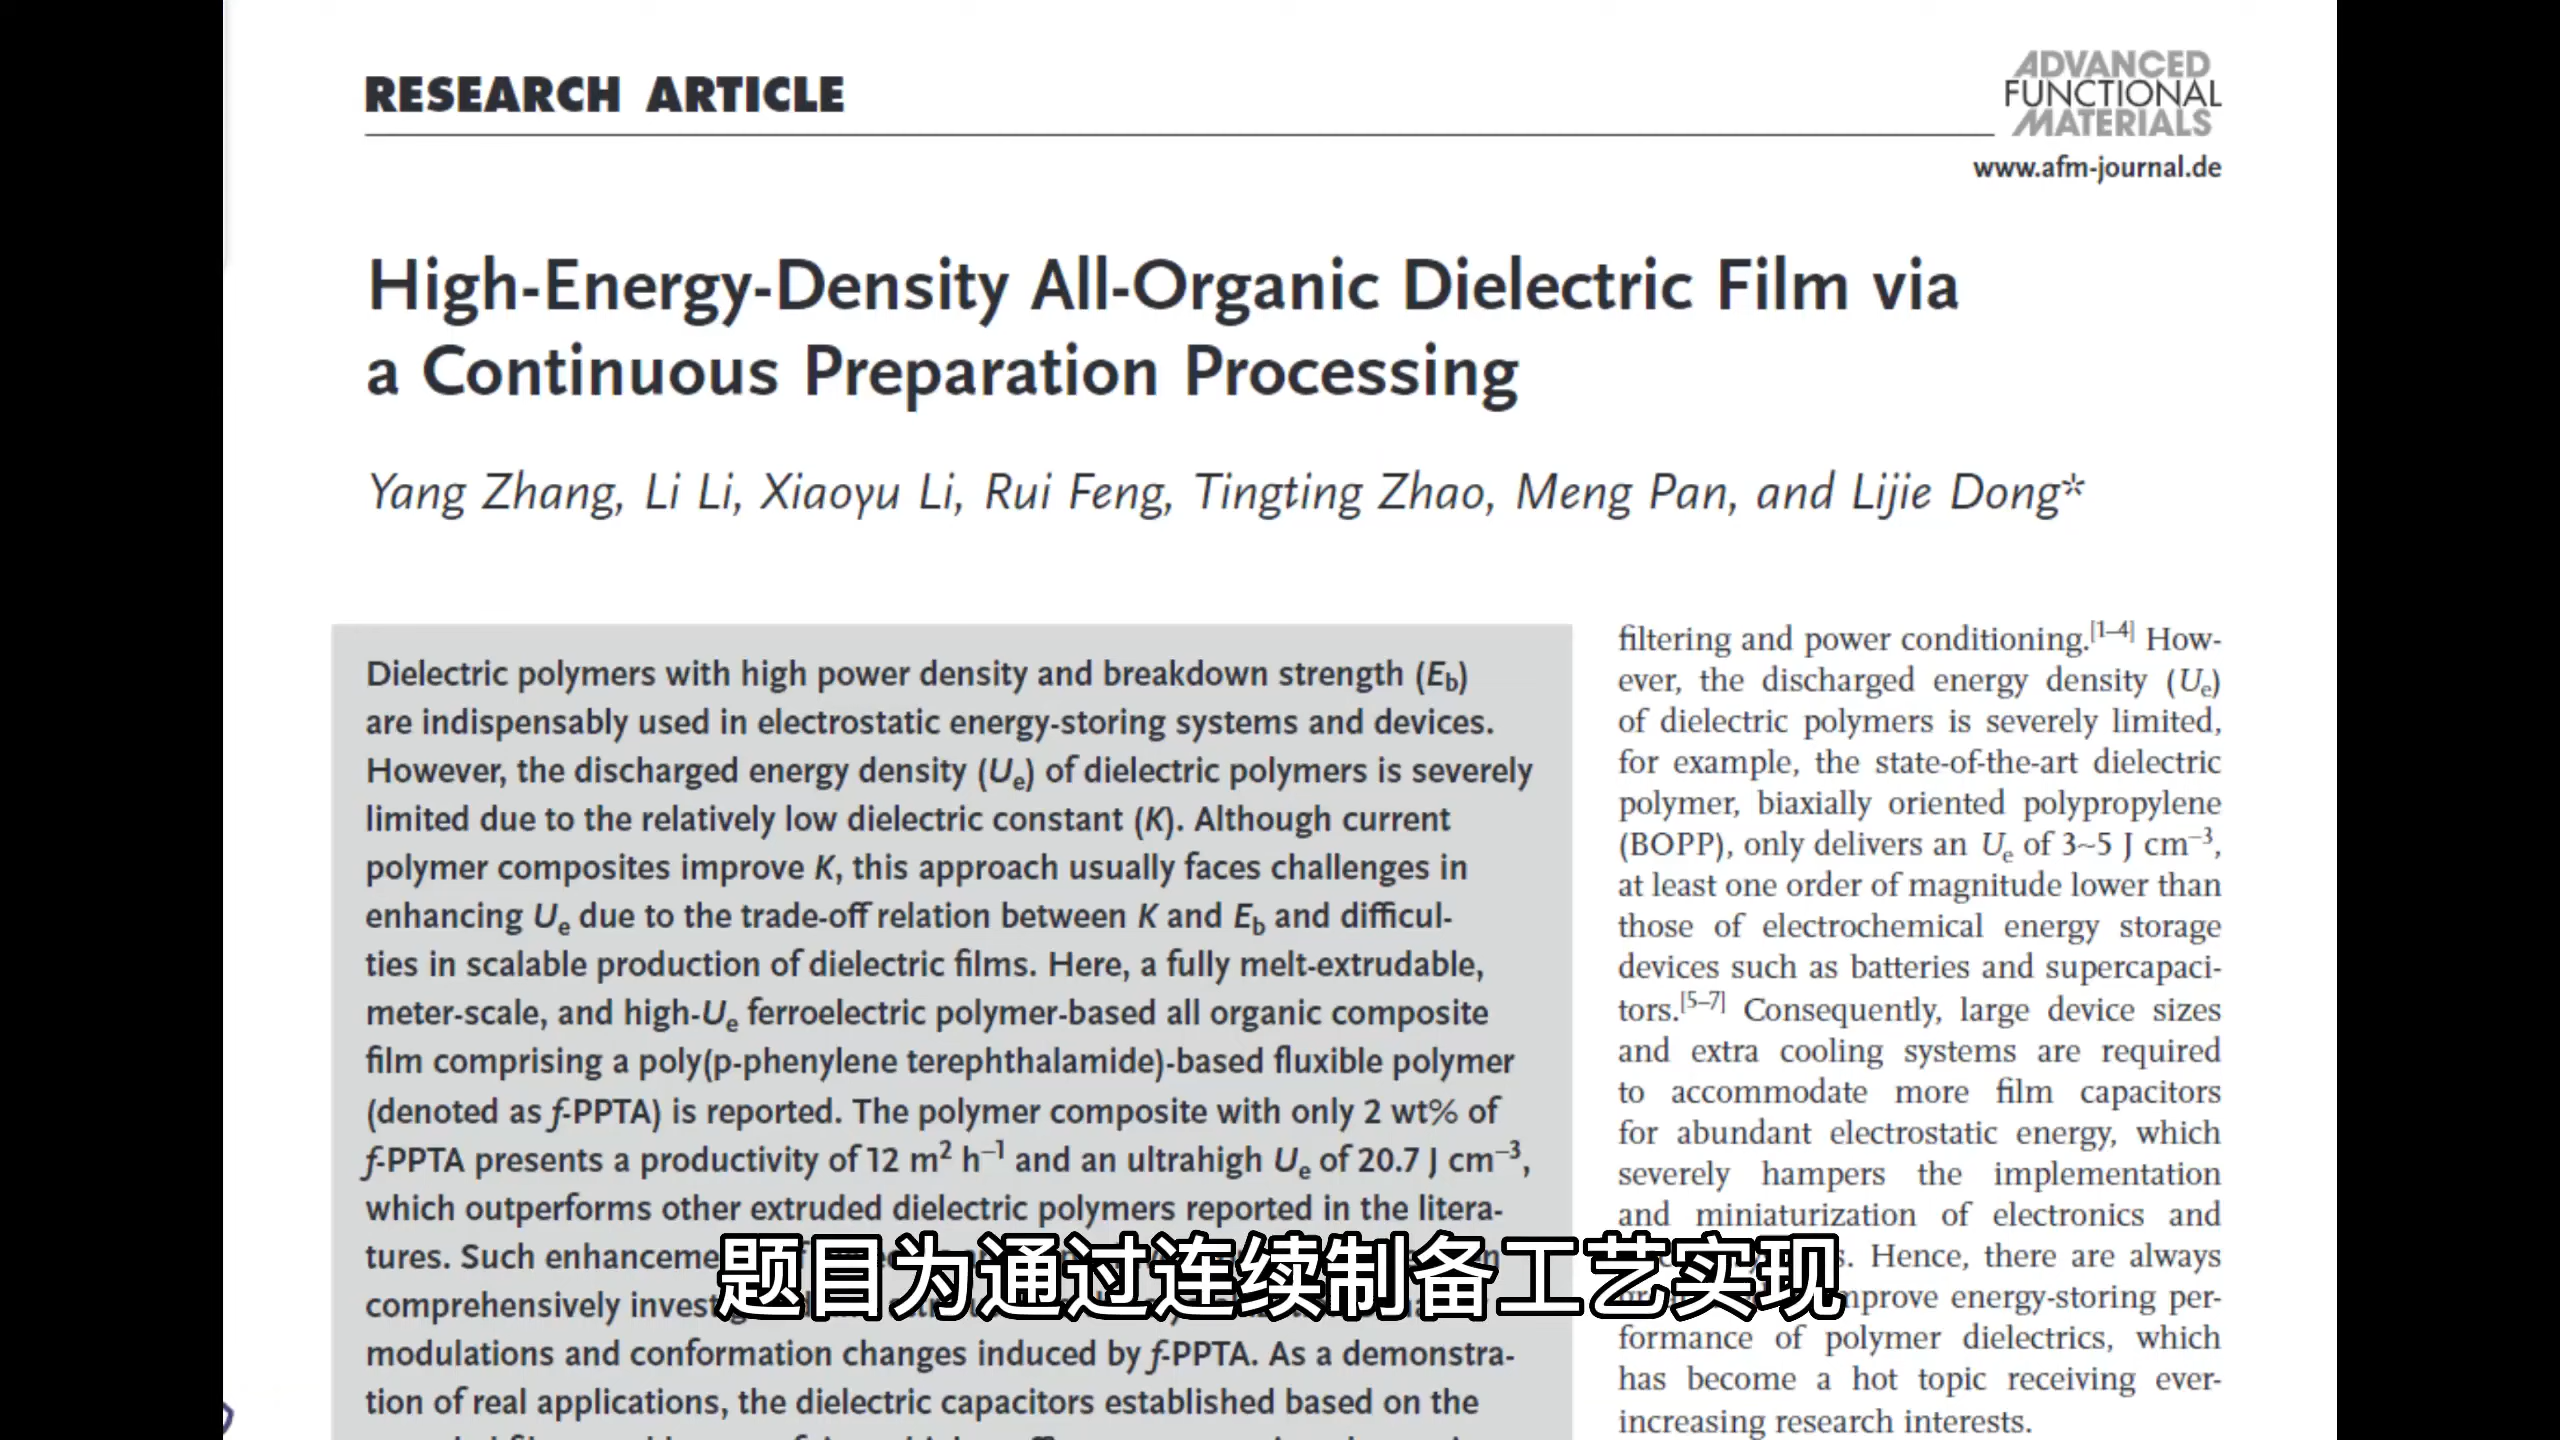 RESEARCH ARTICLE
ADVANCED
FUNCTIONAL
MATERIALS
www.afm-journal.de
High-Energy-Density All-Organic Dielectric Film via
a Continuous Preparation Processing
Yang Zhang, Li Li, Xiaoyu Li, Rui Feng, Tingting Zhao, Meng Pan, and Lijie Dong*
Dielectric polymers with high power density and breakdown strength (Eb)
are indispensably used in electrostatic energy-storing systems and devices.
However, the discharged energy density (Ue) of dielectric polymers is severely
limited due to the relatively low dielectric constant (K). Although current
polymer composites improve K, this approach usually faces challenges in
enhancing Ue due to the trade-off relation between K and Eb and difficul-
ties in scalable production of dielectric films. Here, a fully melt-extrudable,
meter-scale, and high-Ue ferroelectric polymer-based all organic composite
film comprising a poly(p-phenylene terephthalamide)-based fluxible polymer
(denoted as f-PPTA) is reported. The polymer composite with only 2 wt% of
f-PPTA presents a productivity of 12 m² h⁻¹ and an ultrahigh Ue of 20.7 J cm⁻³,
which outperforms other extruded dielectric polymers reported in the litera-
tures. Such
comprehensively
modulations and conformation changes induced by f-PPTA. As a demonstra-
tion of real applications, the dielectric capacitors established based on the
filtering and power conditioning.[1–4] How-
ever, the discharged energy density (Ue)
of dielectric polymers is severely limited,
for example, the state-of-the-art dielectric
polymer, biaxially oriented polypropylene
(BOPP), only delivers an Ue of 3~5 J cm⁻³,
at least one order of magnitude lower than
those of electrochemical energy storage
devices such as batteries and supercapaci-
tors.[5–7] Consequently, large device sizes
and extra cooling systems are required
to accommodate more film capacitors
for abundant electrostatic energy, which
severely hampers the implementation
and miniaturization of electronics and
Hence, there are always
improve energy-storing per-
formance of polymer dielectrics, which
has become a hot topic receiving ever-
increasing research interests.
题目为通过连续制备工艺实现